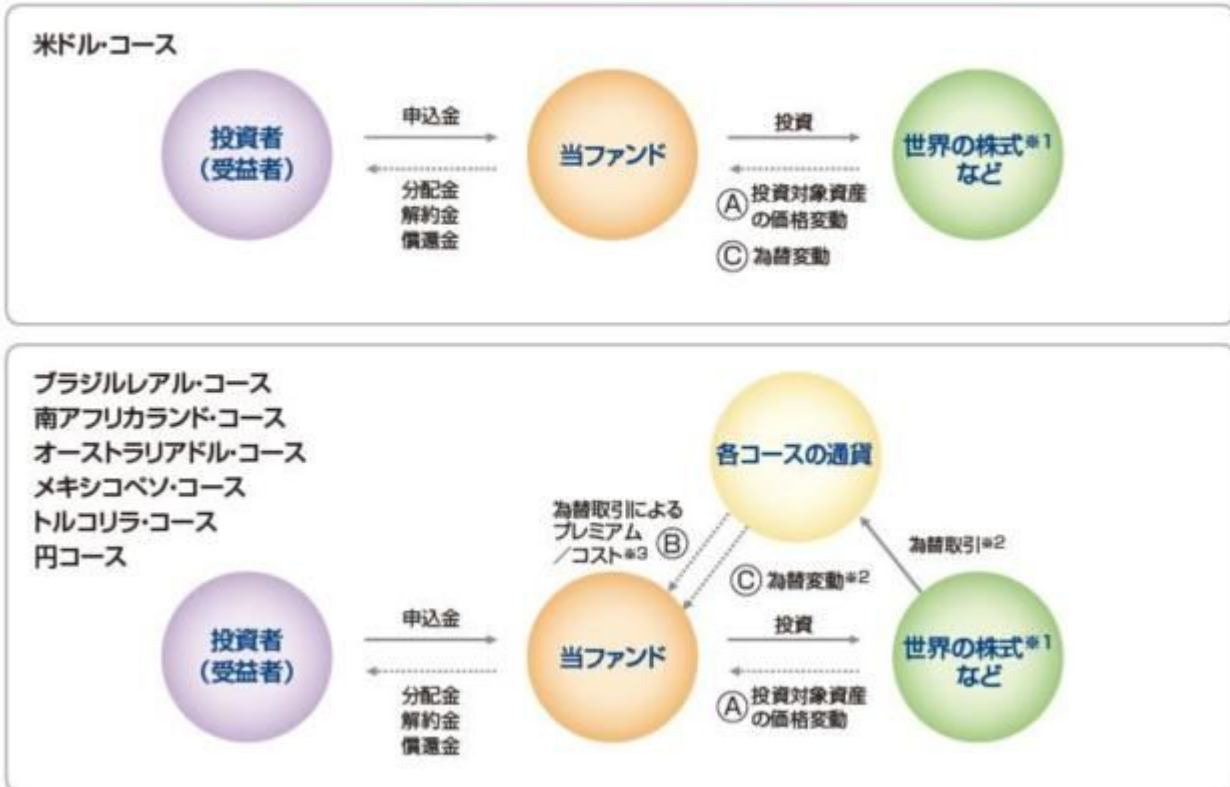 米ドル・コース
投資者
(受益者)
申込金
分配金
解約金
償還金
当ファンド
投資
Ⓐ 投資対象資産
の価格変動
Ⓒ 為替変動
世界の株式※1
など
ブラジルレアル・コース
南アフリカランド・コース
オーストラリアドル・コース
メキシコペソ・コース
トルコリラ・コース
円コース
各コースの通貨
為替取引による
プレミアム
/コスト※3 Ⓑ
Ⓒ 為替変動※2
為替取引※2
投資者
(受益者)
申込金
分配金
解約金
償還金
当ファンド
投資
Ⓐ 投資対象資産
の価格変動
世界の株式※1
など